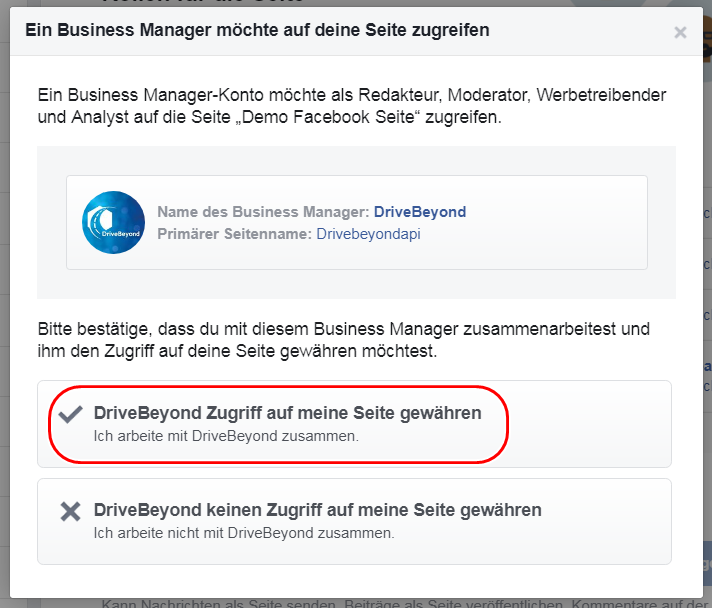 Rollen für die Seite
Ein Business Manager möchte auf deine Seite zugreifen
Ein Business Manager-Konto möchte als Redakteur, Moderator, Werbetreibender
und Analyst auf die Seite „Demo Facebook Seite“ zugreifen.
DriveBeyond
Name des Business Manager: DriveBeyond
Primärer Seitenname: Drivebeyondapi
Bitte bestätige, dass du mit diesem Business Manager zusammenarbeitest und
ihm den Zugriff auf deine Seite gewähren möchtest.
DriveBeyond Zugriff auf meine Seite gewähren
Ich arbeite mit DriveBeyond zusammen.
DriveBeyond keinen Zugriff auf meine Seite gewähren
Ich arbeite nicht mit DriveBeyond zusammen.
Kann Nachrichten als Seite senden, Beiträge als Seite veröffentlichen, Kommentare auf der